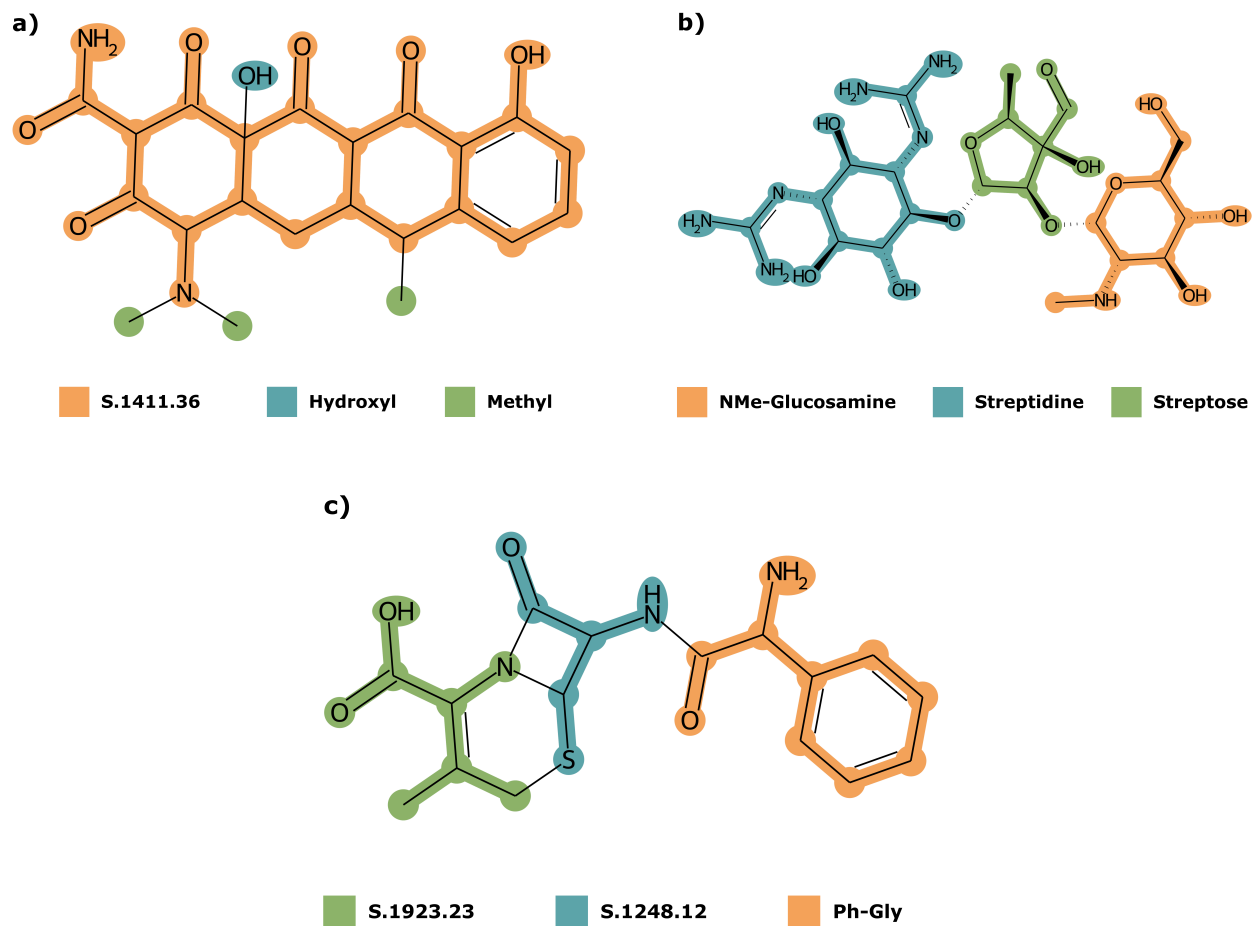 a)
NH2
O
O
OH
O
O
OH
O
O
N
S.1411.36
Hydroxyl
Methyl
b)
NH2
H2N
HO
N
N
H2N
NH2
HO
OH
O
O
O
OH
O
HO
O
OH
OH
NH
NMe-Glucosamine
Streptidine
Streptose
c)
O
OH
O
N
S
H
N
NH2
O
S.1923.23
S.1248.12
Ph-Gly